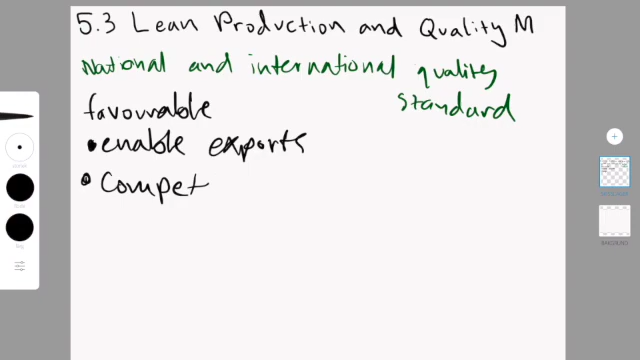 5.3 Lean Production and Quality M
National and international quality
standard
favourable
• enable exports
• Compet